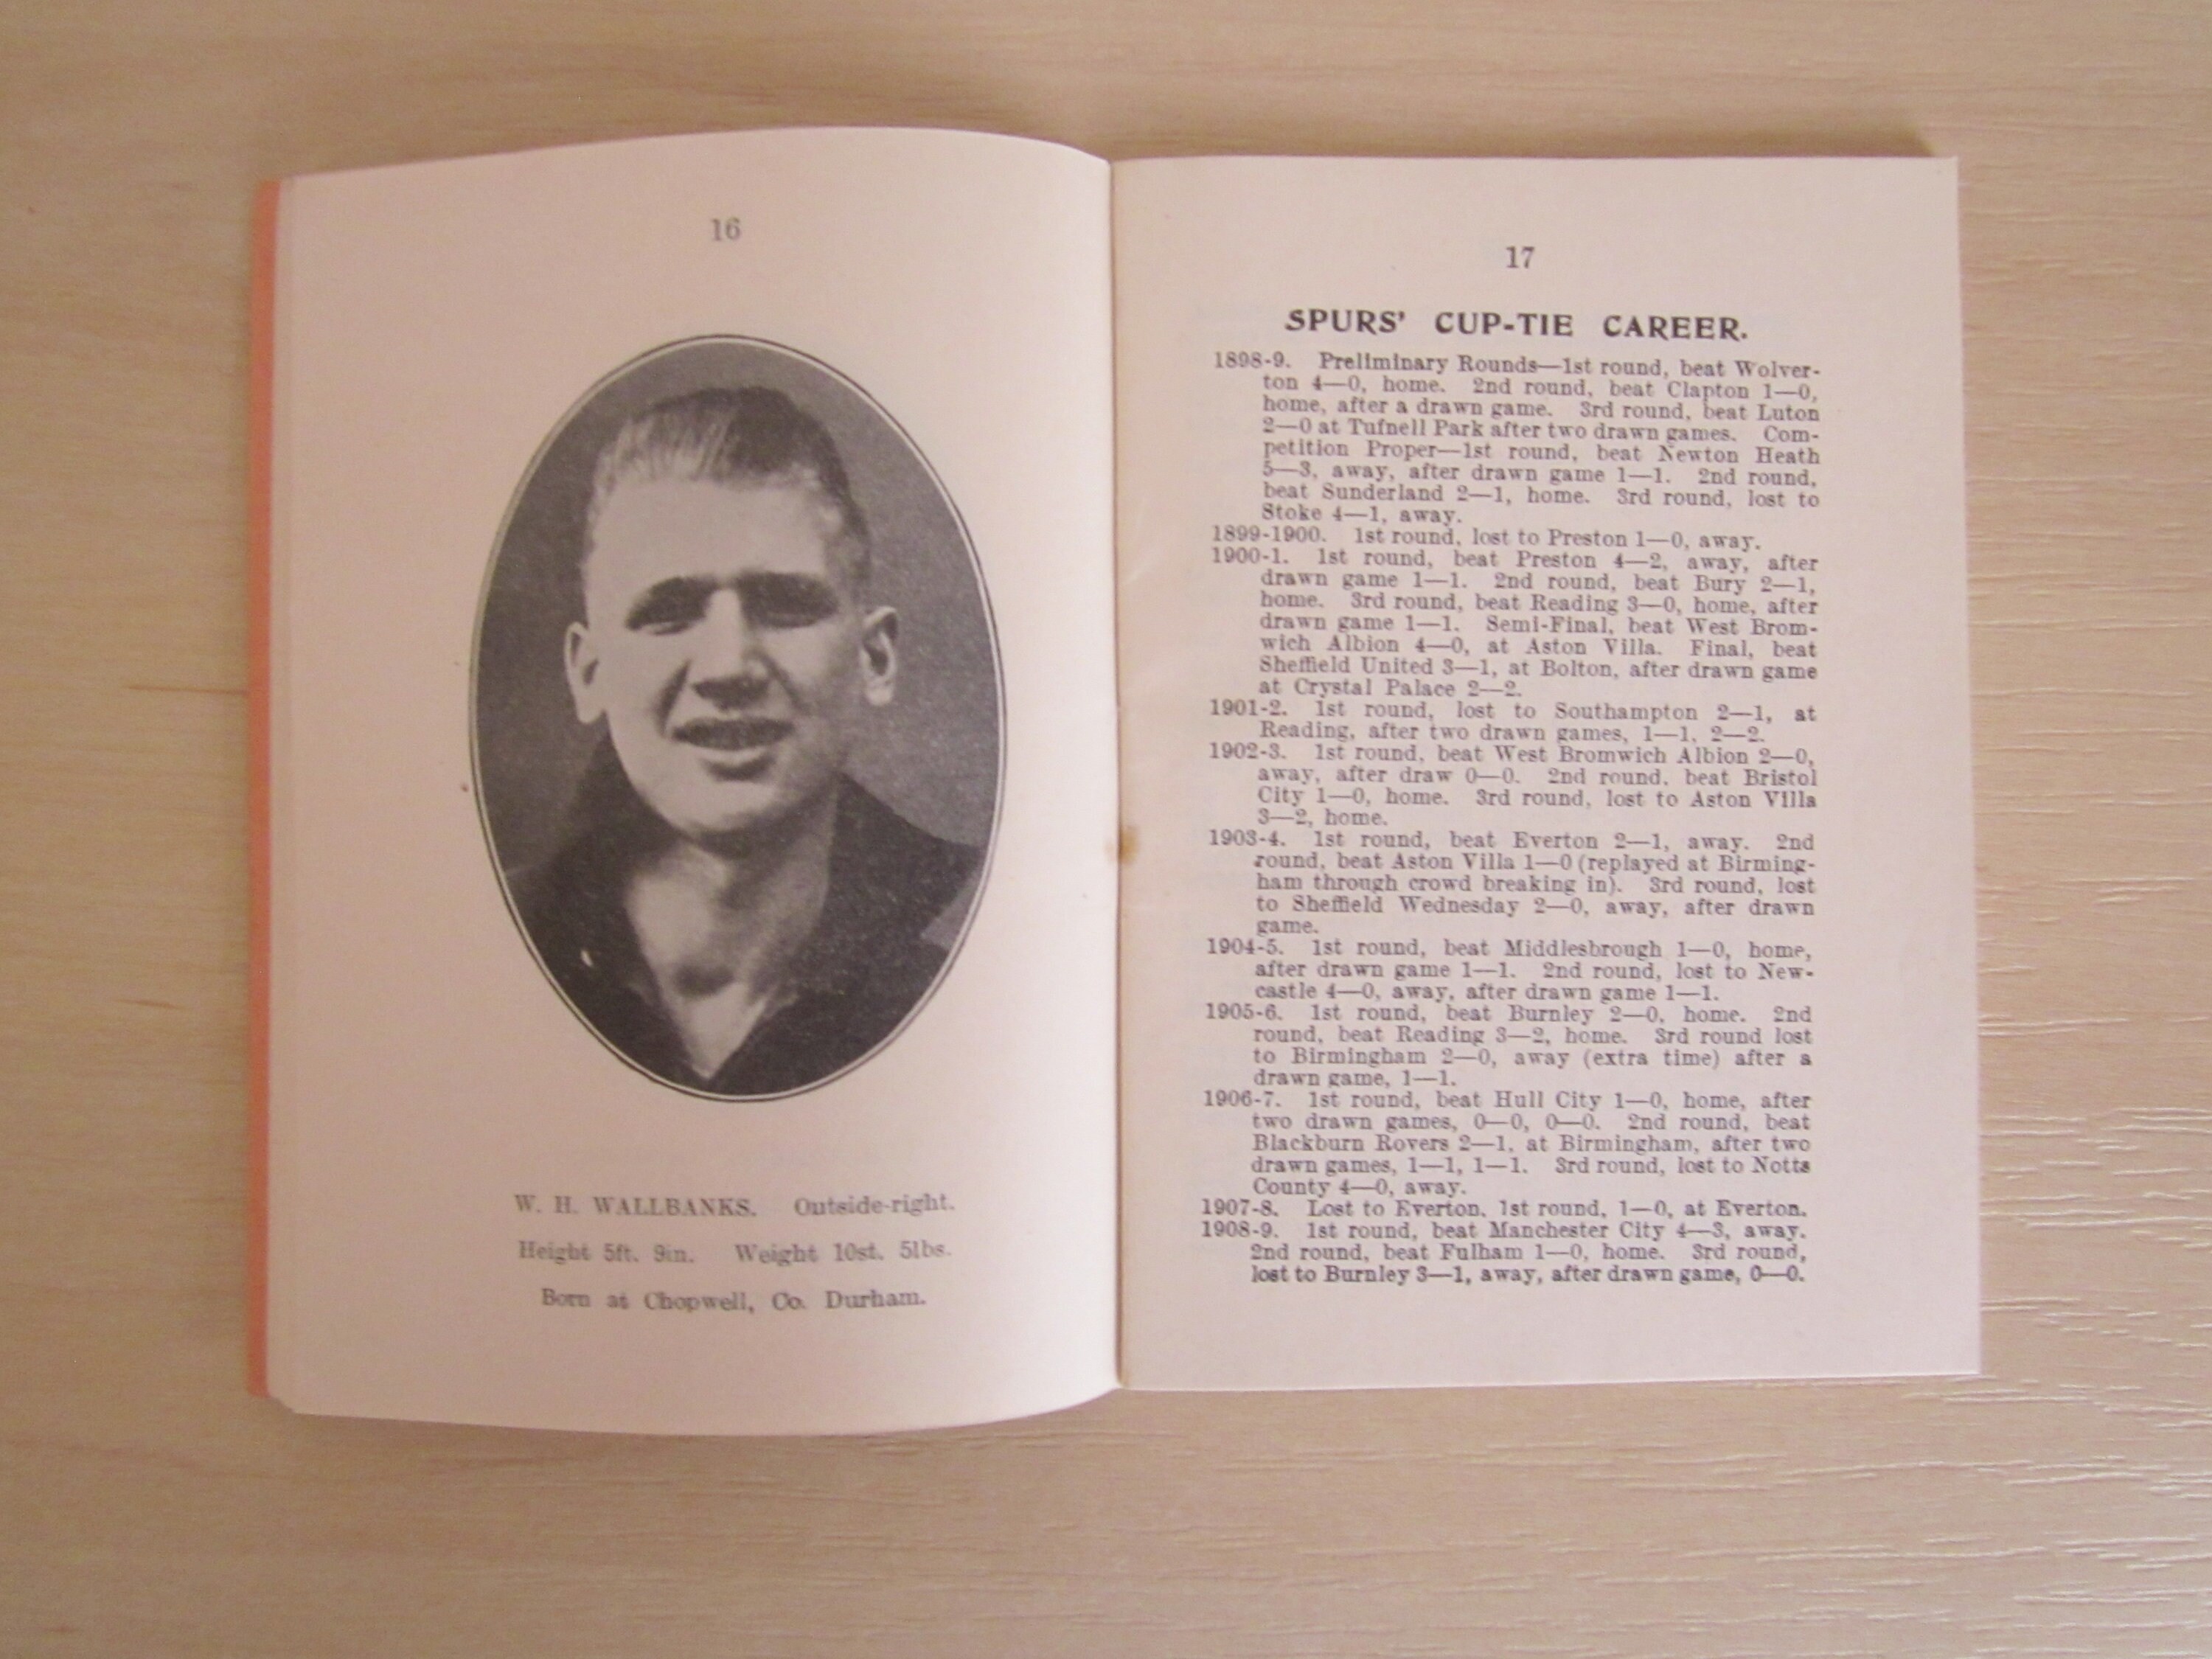 16
W. H. WALLBANKS. Outside-right.
Height 5ft. 9in. Weight 10st. 5lbs.
Born at Chopwell, Co. Durham.
17
SPURS' CUP-TIE CAREER.
1898-9. Preliminary Rounds—1st round, beat Wolver-
ton 4—0, home. 2nd round, beat Clapton 1—0,
home, after a drawn game. 3rd round, beat Luton
2—0 at Tufnell Park after two drawn games. Com-
petition Proper—1st round, beat Newton Heath
5—3, away, after drawn game 1—1. 2nd round,
beat Sunderland 2—1, home. 3rd round, lost to
Stoke 4—1, away.
1899-1900. 1st round, lost to Preston 1—0, away.
1900-1. 1st round, beat Preston 4—2, away, after
drawn game 1—1. 2nd round, beat Bury 2—1,
home. 3rd round, beat Reading 3—0, home, after
drawn game 1—1. Semi-Final, beat West Brom-
wich Albion 4—0, at Aston Villa. Final, beat
Sheffield United 3—1, at Bolton, after drawn game
at Crystal Palace 2—2.
1901-2. 1st round, lost to Southampton 2—1, at
Reading, after two drawn games, 1—1, 2—2.
1902-3. 1st round, beat West Bromwich Albion 2—0,
away, after draw 0—0. 2nd round, beat Bristol
City 1—0, home. 3rd round, lost to Aston Villa
3—2, home.
1903-4. 1st round, beat Everton 2—1, away. 2nd
round, beat Aston Villa 1—0 (replayed at Birming-
ham through crowd breaking in). 3rd round, lost
to Sheffield Wednesday 2—0, away, after drawn
game.
1904-5. 1st round, beat Middlesbrough 1—0, home,
after drawn game 1—1. 2nd round, lost to New-
castle 4—0, away, after drawn game 1—1.
1905-6. 1st round, beat Burnley 2—0, home. 2nd
round, beat Reading 3—2, home. 3rd round lost
to Birmingham 2—0, away (extra time) after a
drawn game, 1—1.
1906-7. 1st round, beat Hull City 1—0, home, after
two drawn games, 0—0, 0—0. 2nd round, beat
Blackburn Rovers 2—1, at Birmingham, after two
drawn games, 1—1, 1—1. 3rd round, lost to Notts
County 4—0, away.
1907-8. Lost to Everton, 1st round, 1—0, at Everton.
1908-9. 1st round, beat Manchester City 4—3, away.
2nd round, beat Fulham 1—0, home. 3rd round,
lost to Burnley 3—1, away, after drawn game, 0—0.